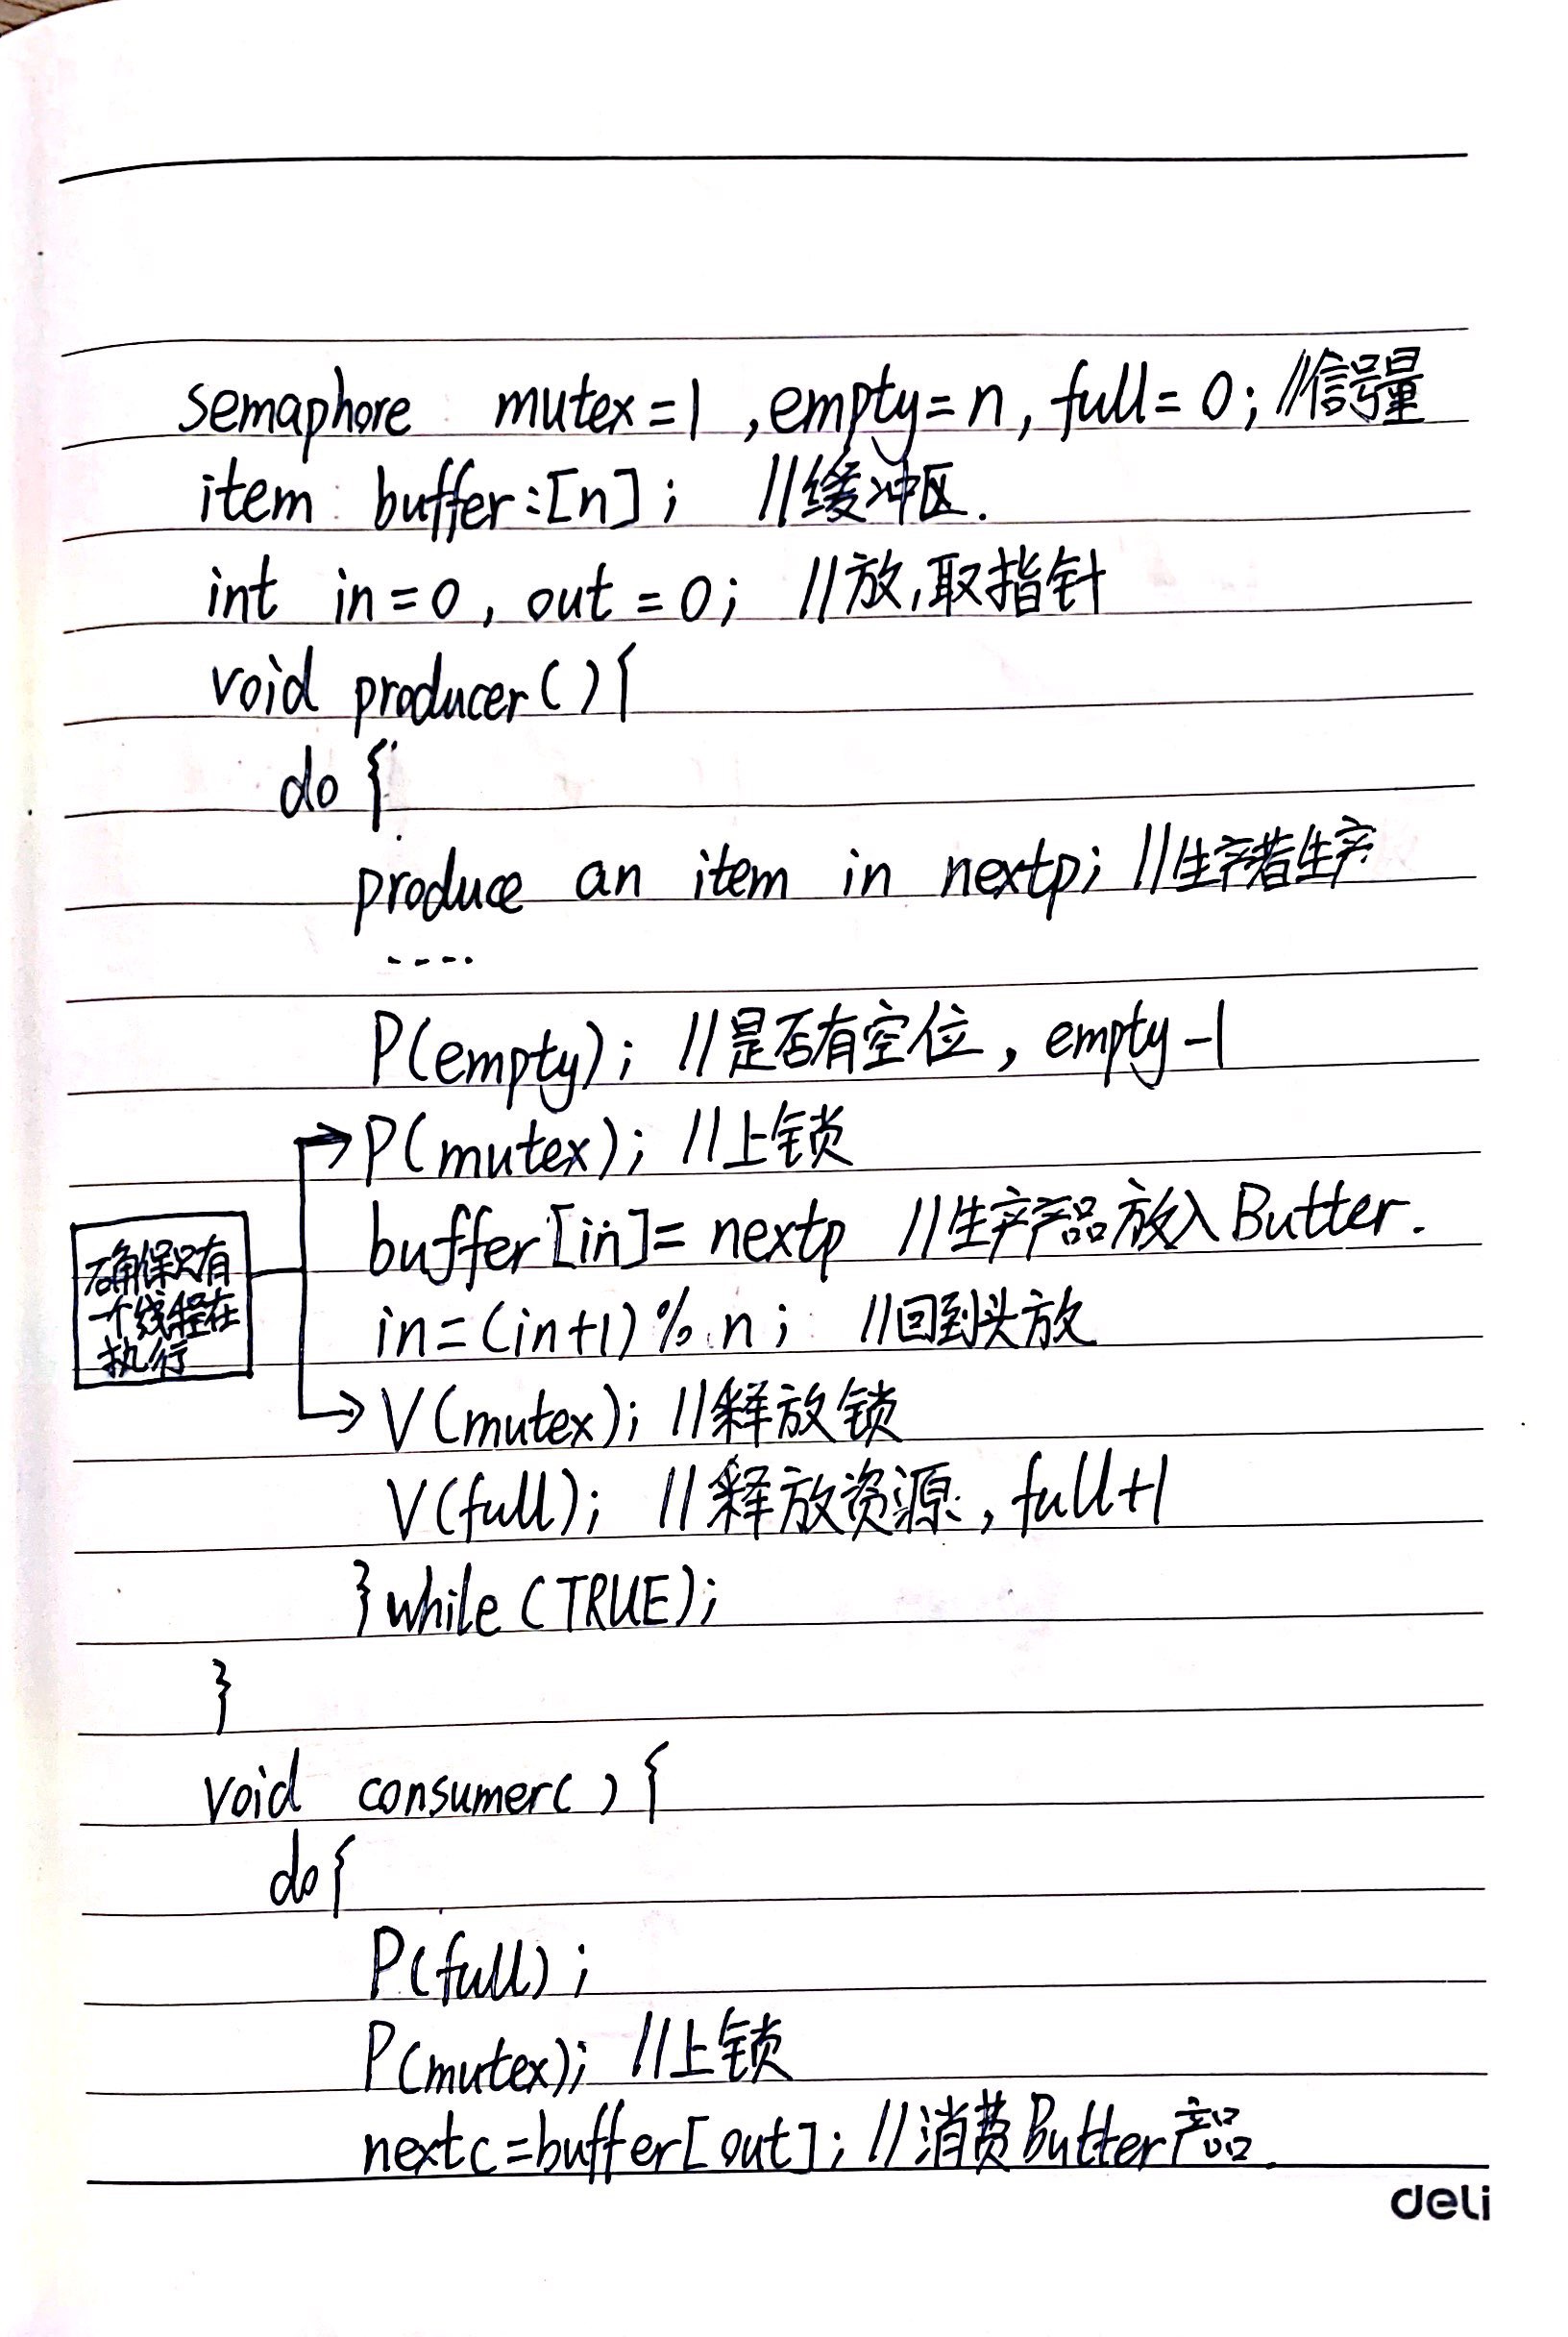 semaphore mutex=1 ,empty=n, full=0; //信号量
item buffer:[n]; //缓冲区.
int in=0, out=0; //放,取指针
void producer(){
do {
produce an item in nextp; //生产者生产
....
P(empty); //是否有空位, empty-1
P(mutex); //上锁
buffer[in]= nextp //生产产品放入Butter.
确保只有
一个线程在
执行
in=(in+1)%n; //回到头放
V(mutex); //释放锁
V(full); //释放资源, full+1
}while(TRUE);
}
void consumer(){
do{
P(full);
P(mutex); //上锁
nextc=buffer[out]; //消费Butter产品.
deli